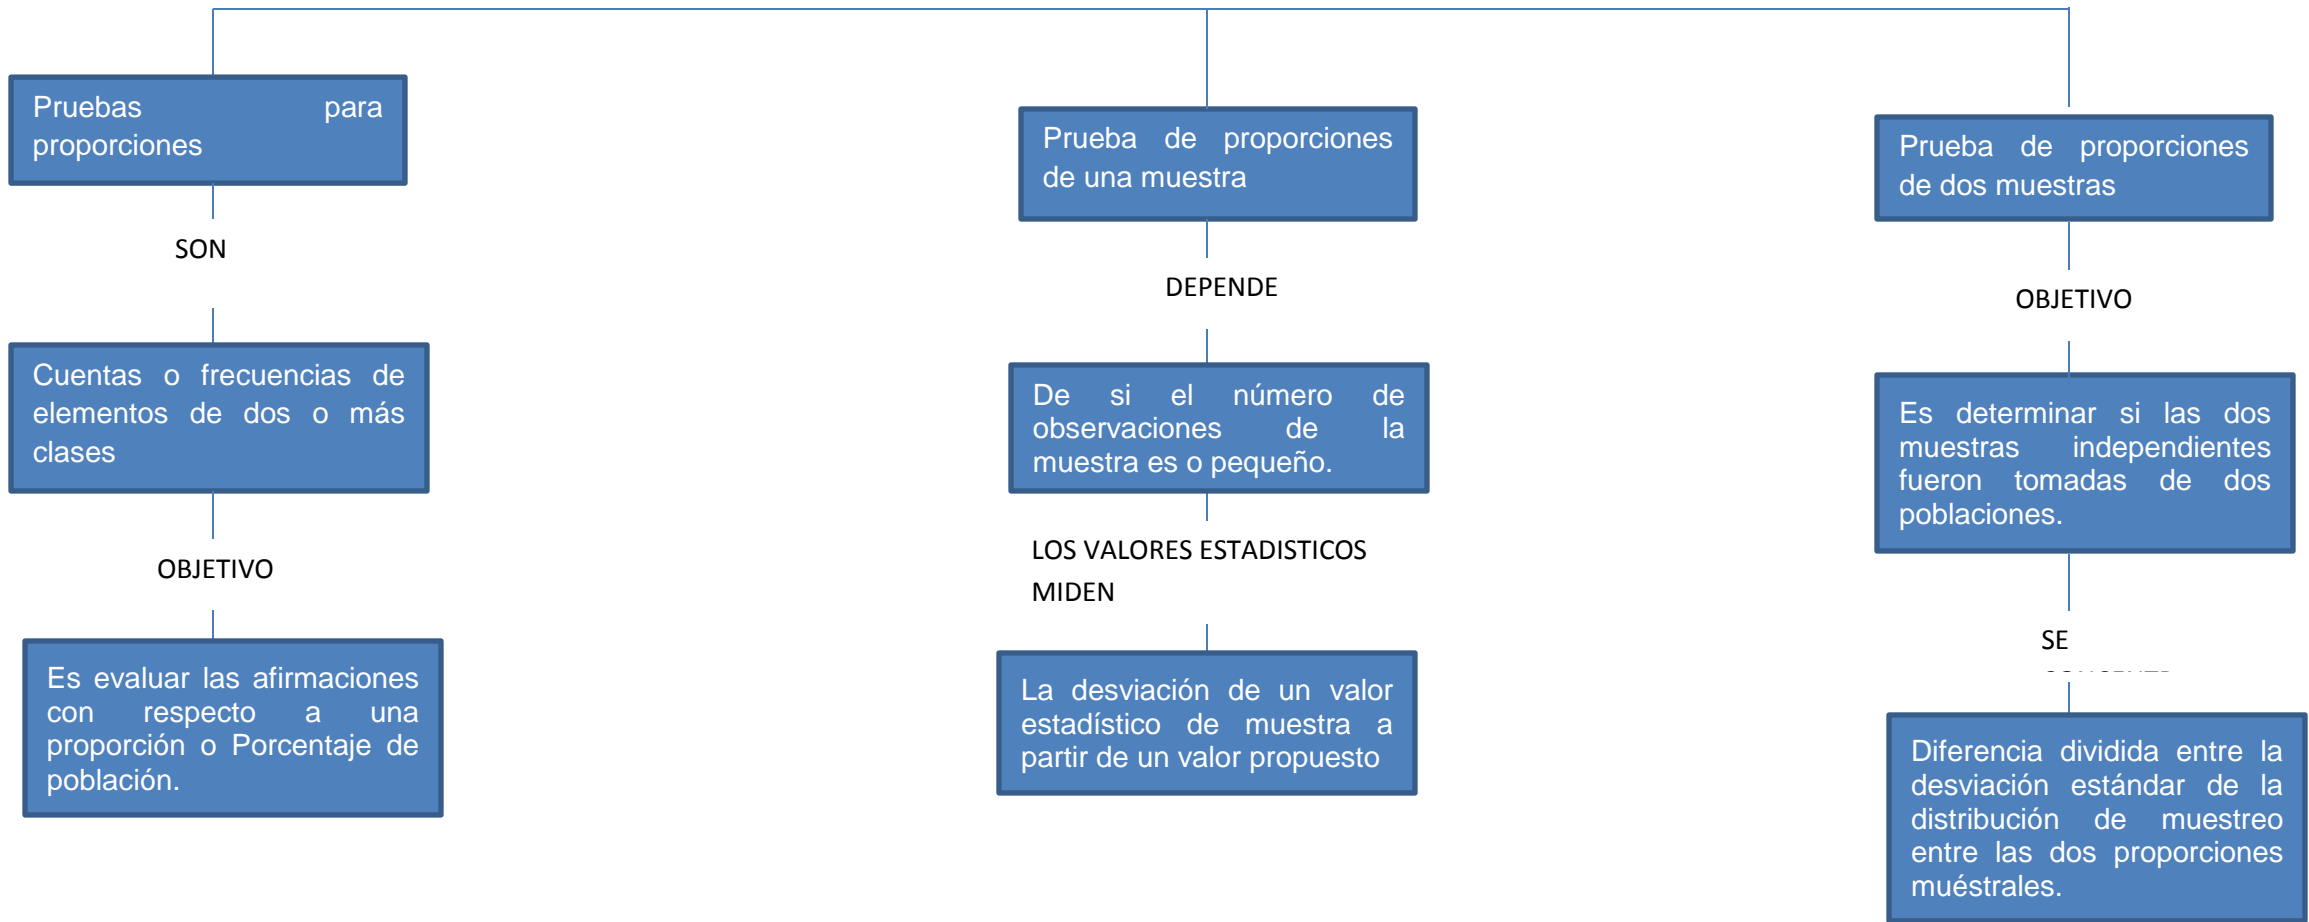 Pruebas para
proporciones
SON
Cuentas o frecuencias de
elementos de dos o más
clases
OBJETIVO
Es evaluar las afirmaciones
con respecto a una
proporción o Porcentaje de
población.
Prueba de proporciones
de una muestra
DEPENDE
De si el número de
observaciones de la
muestra es o pequeño.
LOS VALORES ESTADISTICOS
MIDEN
La desviación de un valor
estadístico de muestra a
partir de un valor propuesto
Prueba de proporciones
de dos muestras
OBJETIVO
Es determinar si las dos
muestras independientes
fueron tomadas de dos
poblaciones.
SE
Diferencia dividida entre la
desviación estándar de la
distribución de muestreo
entre las dos proporciones
muéstrales.